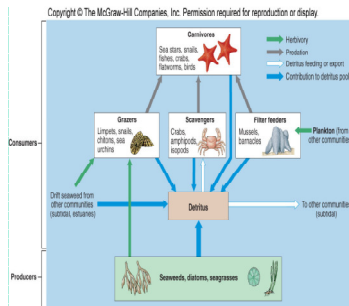 Copyright © The McGraw-Hill Companies, Inc. Permission required for reproduction or display.
Carnivores
Sea stars, snails,
fishes, crabs,
flatworms, birds
Herbivory
Predation
Detritus feeding or export
Contribution to detritus pool
Consumers
Grazers
Limpets, snails,
chitons, sea
urchins
Scavengers
Crabs,
amphipods,
isopods
Filter feeders
Mussels,
barnacles
Plankton (from
other communities)
Drift seaweed from
other communities
(subtidal, estuaries)
Detritus
To other communities
(subtidal)
Producers
Seaweeds, diatoms, seagrasses